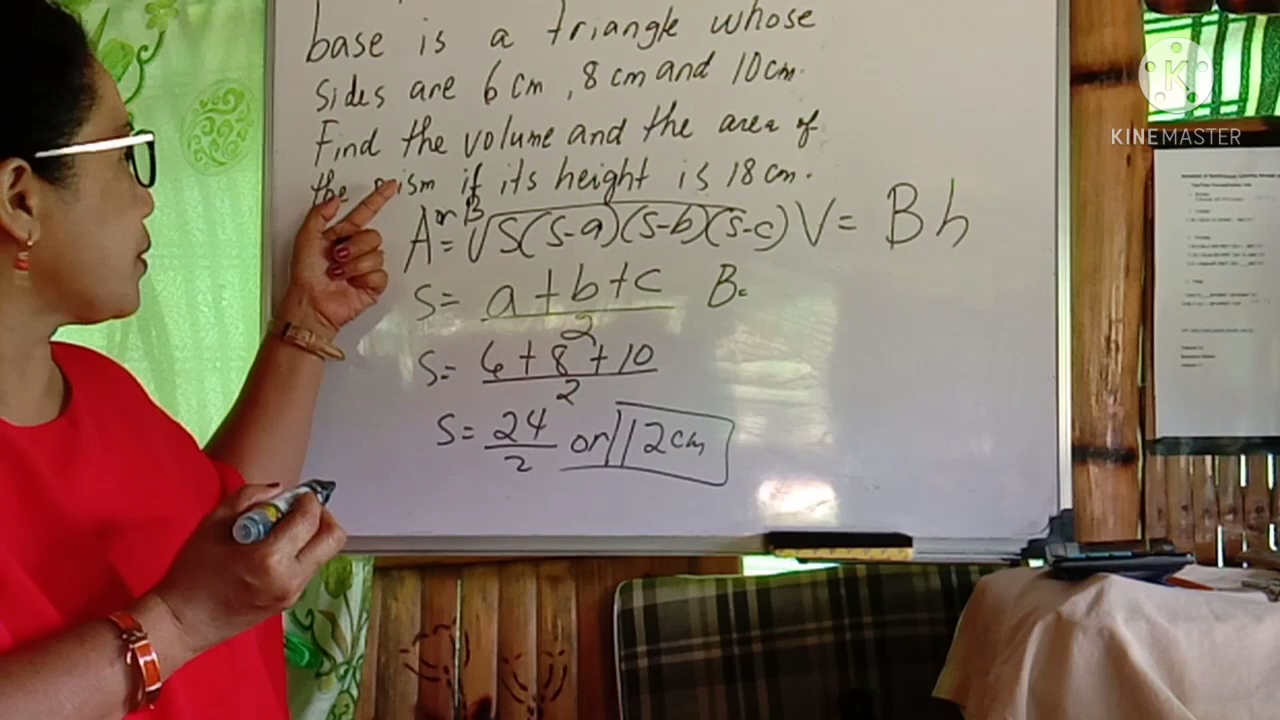 base is a triangle whose
sides are 6 cm, 8 cm and 10 cm.
Find the volume and the area of
the prism if its height is 18 cm.
A or B = √S(S-a)(S-b)(S-c) V = Bh
S = a + b + c / 2 B=
S = 6 + 8 + 10 / 2
S = 24 / 2 or 12 cm
K
KINEMASTER